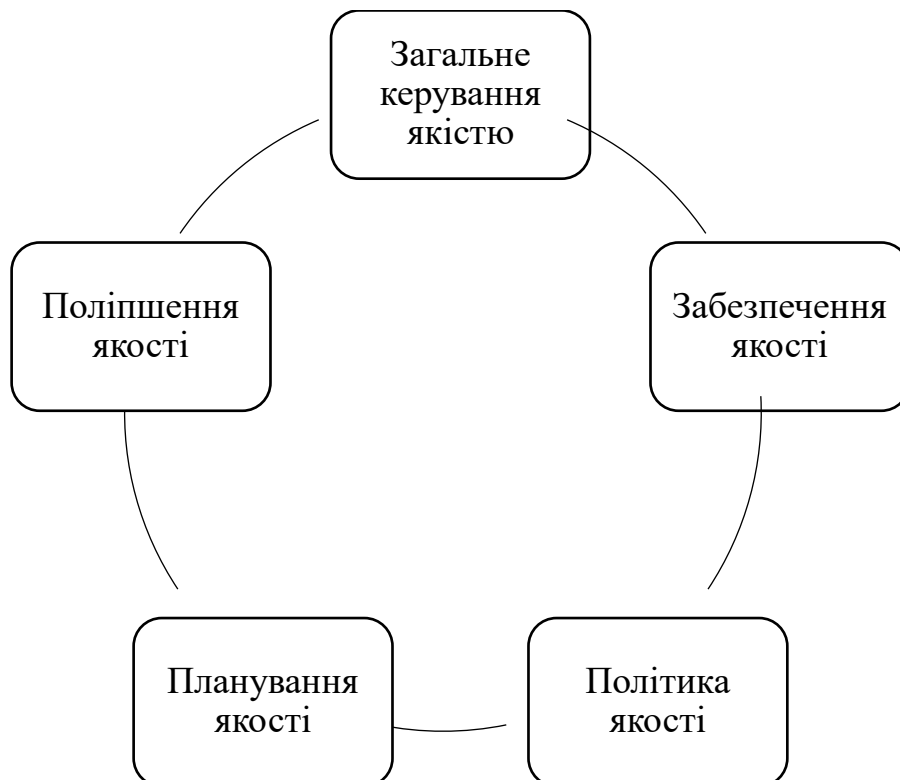 Загальне
керування
якістю
Поліпшення
якості
Забезпечення
якості
Планування
якості
Політика
якості